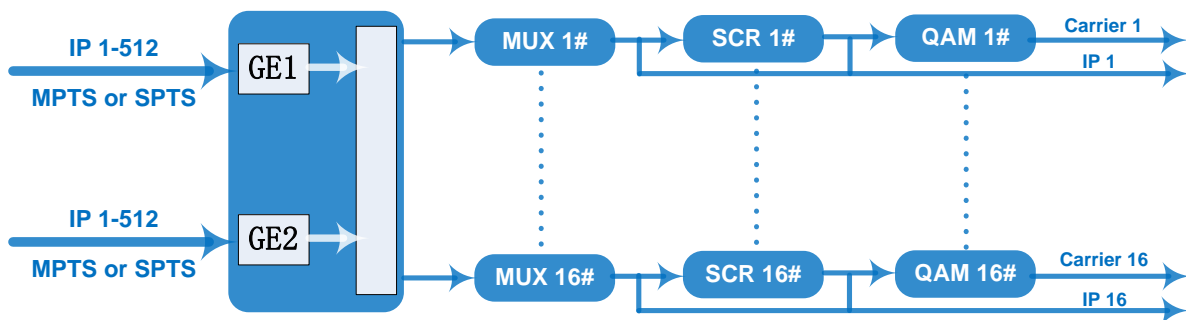 IP 1-512
MPTS or SPTS
GE1
MUX 1#
SCR 1#
QAM 1#
Carrier 1
IP 1
IP 1-512
MPTS or SPTS
GE2
MUX 16#
SCR 16#
QAM 16#
Carrier 16
IP 16